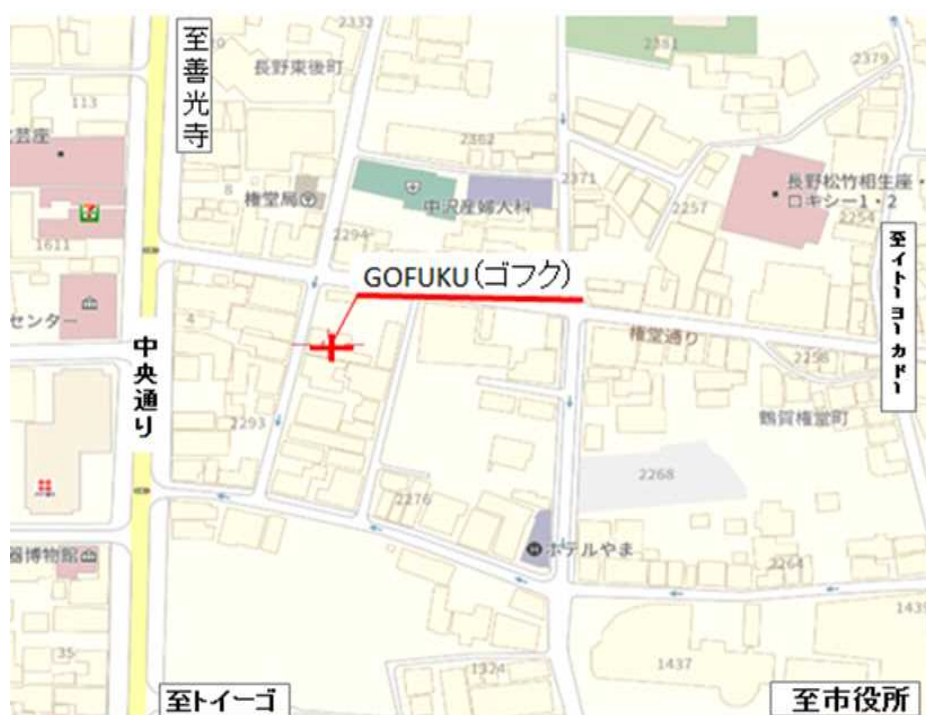 至善光寺
2332
長野東後町
2381
2379
113
芸座
2382
8
権堂局
中沢産婦人科
2371
長野松竹相生座・
ロキシー1・2
2257
2254
1611
2294
至イトーヨーカドー
GOFUKU(ゴフク)
センター
4
中央通り
権堂通り
2258
2293
鶴賀権堂町
2268
2276
ホテルやま
器博物館
2264
1439
35
1324
1437
至トイーゴ
至市役所